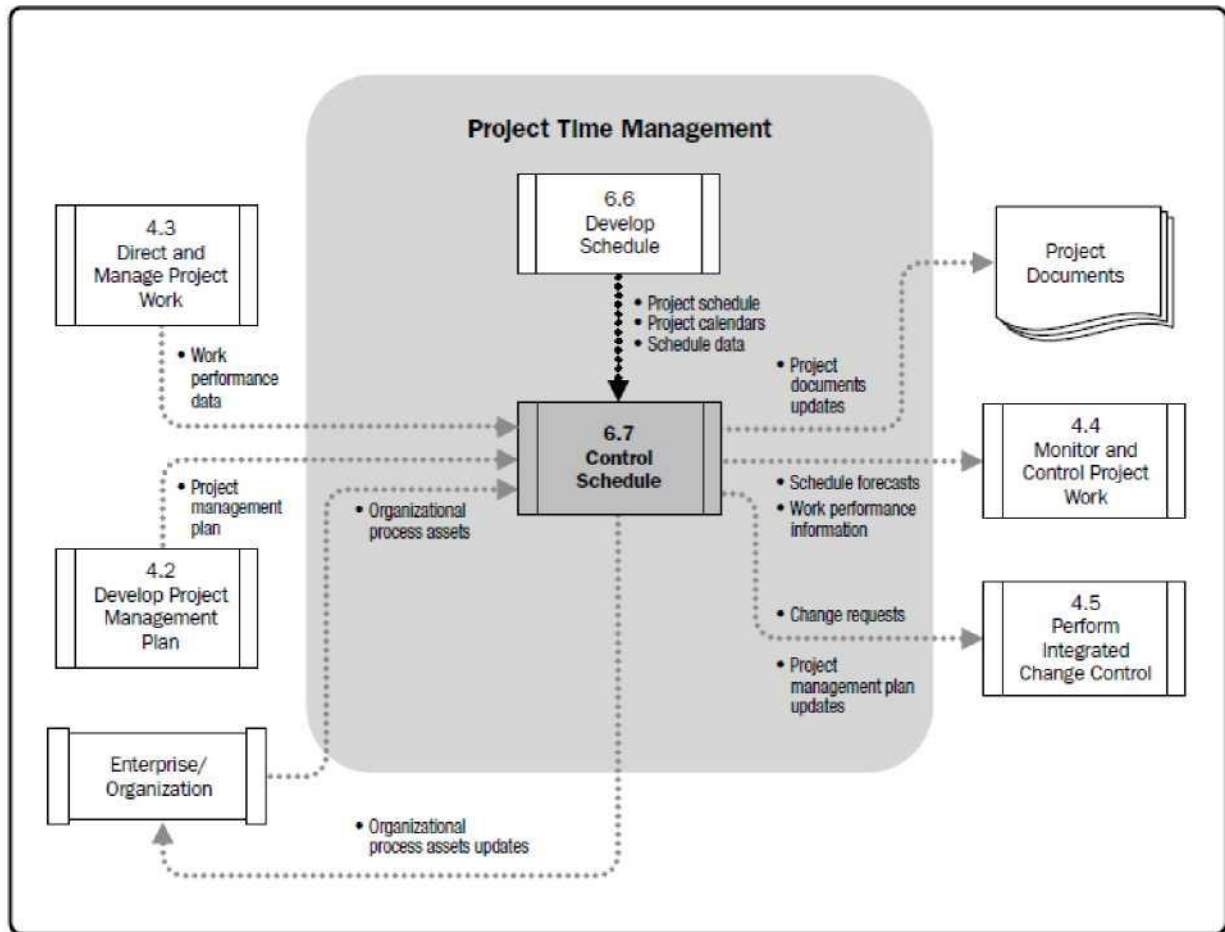 Project Time Management
6.6
Develop
Schedule
4.3
Direct and
Manage Project
Work
Project
Documents
• Project schedule
• Project calendars
• Schedule data
• Work
performance
data
• Project
documents
updates
6.7
Control
Schedule
4.4
Monitor and
Control Project
Work
• Project
management
plan
• Organizational
process assets
• Schedule forecasts
• Work performance
information
4.2
Develop Project
Management
Plan
4.5
Perform
Integrated
Change Control
• Change requests
• Project
management plan
updates
Enterprise/
Organization
• Organizational
process assets updates